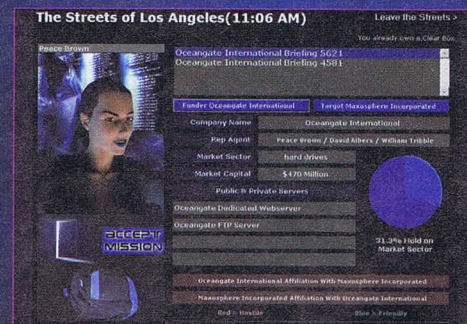 The Streets of Los Angeles(11:06 AM)
Leave the Streets >
You already own a Clear Box
Peece Brown
Oceangate International Briefing 5621
Oceangate International Briefing 4581
Funder Oceangate International
Target Maxosphere Incorporated
Company Name
Oceangate International
Rep Agent
Peace Brown / David Albers / William Tribble
Market Sector
hard drives
Market Capital
$470 Million
Public & Private Servers
Oceangate Dedicated Webserver
Oceangate FTP Server
ACCEPT
MISSION
31.3% Hold on
Market Sector
Oceangate International Affiliation With Maxosphere Incorporated
Maxosphere Incorporated Affiliation With Oceangate International
Red = Hostile
Blue = Friendly